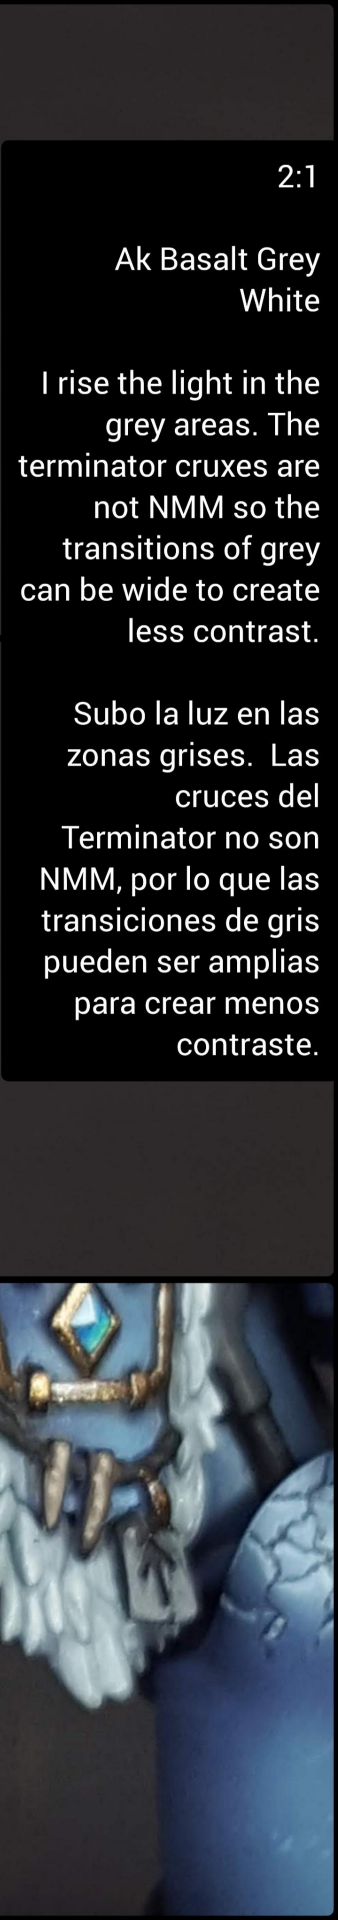 2:1
Ak Basalt Grey
White
I rise the light in the
grey areas. The
terminator cruxes are
not NMM so the
transitions of grey
can be wide to create
less contrast.
Subo la luz en las
zonas grises.  Las
cruces del
Terminator no son
NMM, por lo que las
transiciones de gris
pueden ser amplias
para crear menos
contraste.